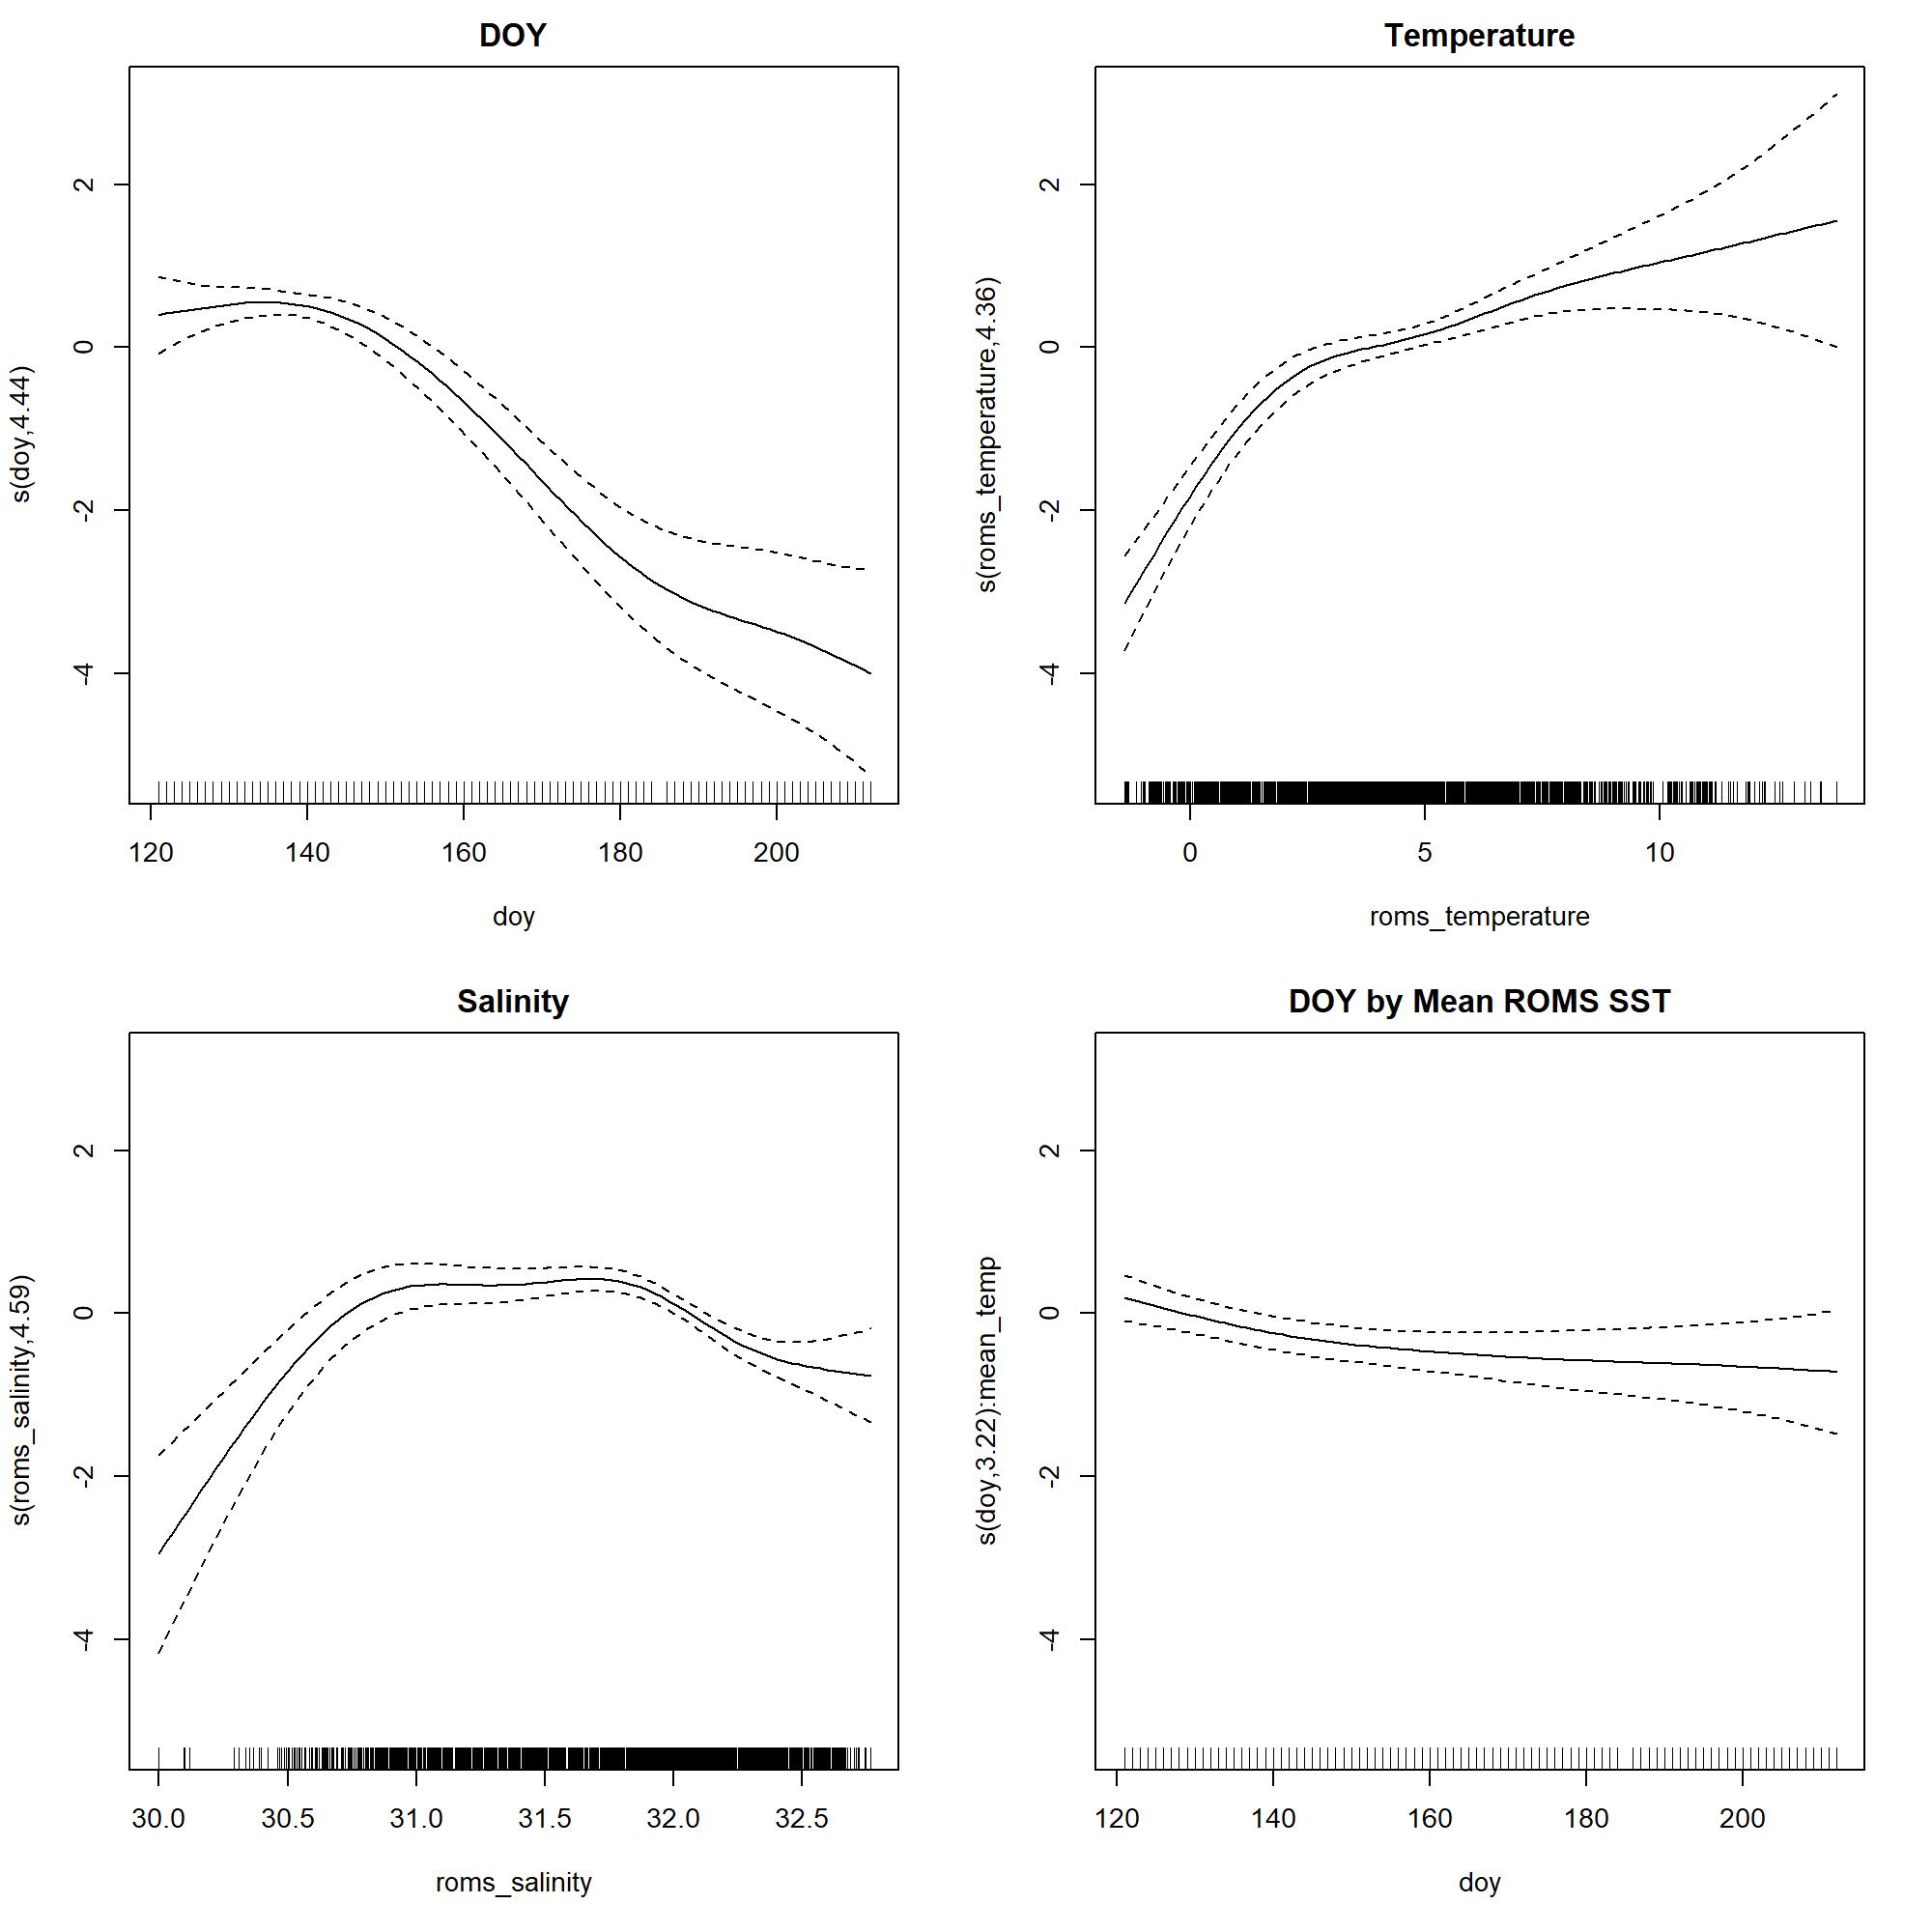 DOY
s(doy,4.44)
2
0
-2
-4
120 140 160 180 200
doy
Temperature
s(roms_temperature,4.36)
2
0
-2
-4
0 5 10
roms_temperature
Salinity
s(roms_salinity,4.59)
2
0
-2
-4
30.0 30.5 31.0 31.5 32.0 32.5
roms_salinity
DOY by Mean ROMS SST
s(doy,3.22):mean_temp
2
0
-2
-4
120 140 160 180 200
doy